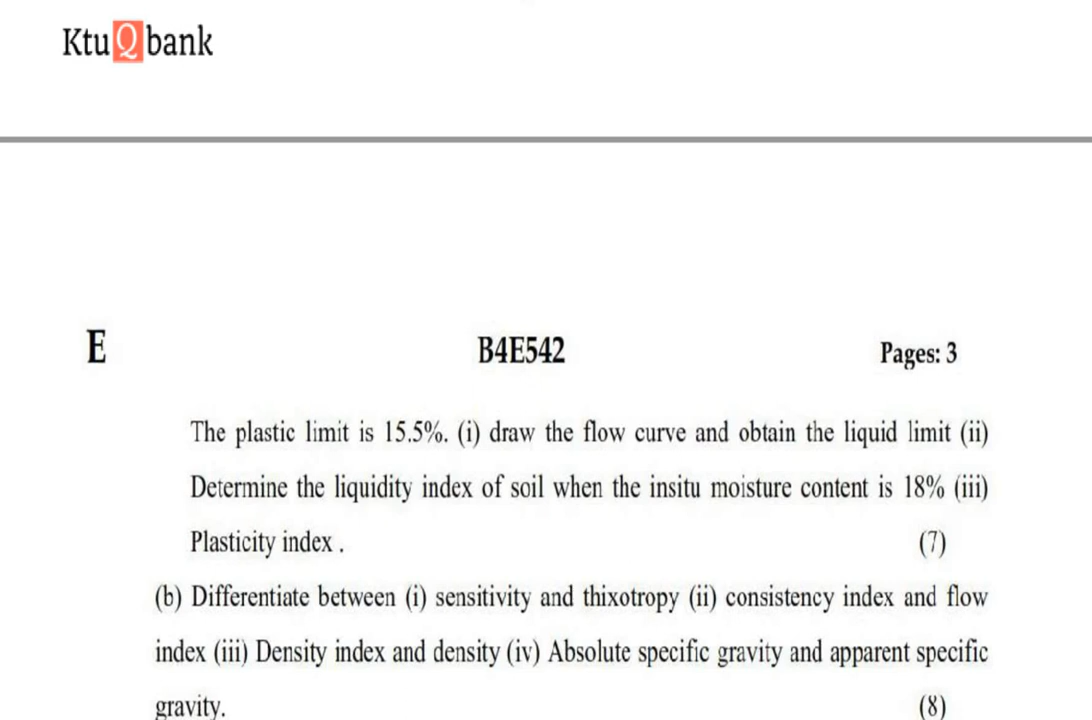 KtuQbank
E B4E542 Pages: 3
The plastic limit is 15.5%. (i) draw the flow curve and obtain the liquid limit (ii)
Determine the liquidity index of soil when the insitu moisture content is 18% (iii)
Plasticity index . (7)
(b) Differentiate between (i) sensitivity and thixotropy (ii) consistency index and flow
index (iii) Density index and density (iv) Absolute specific gravity and apparent specific
gravity. (8)